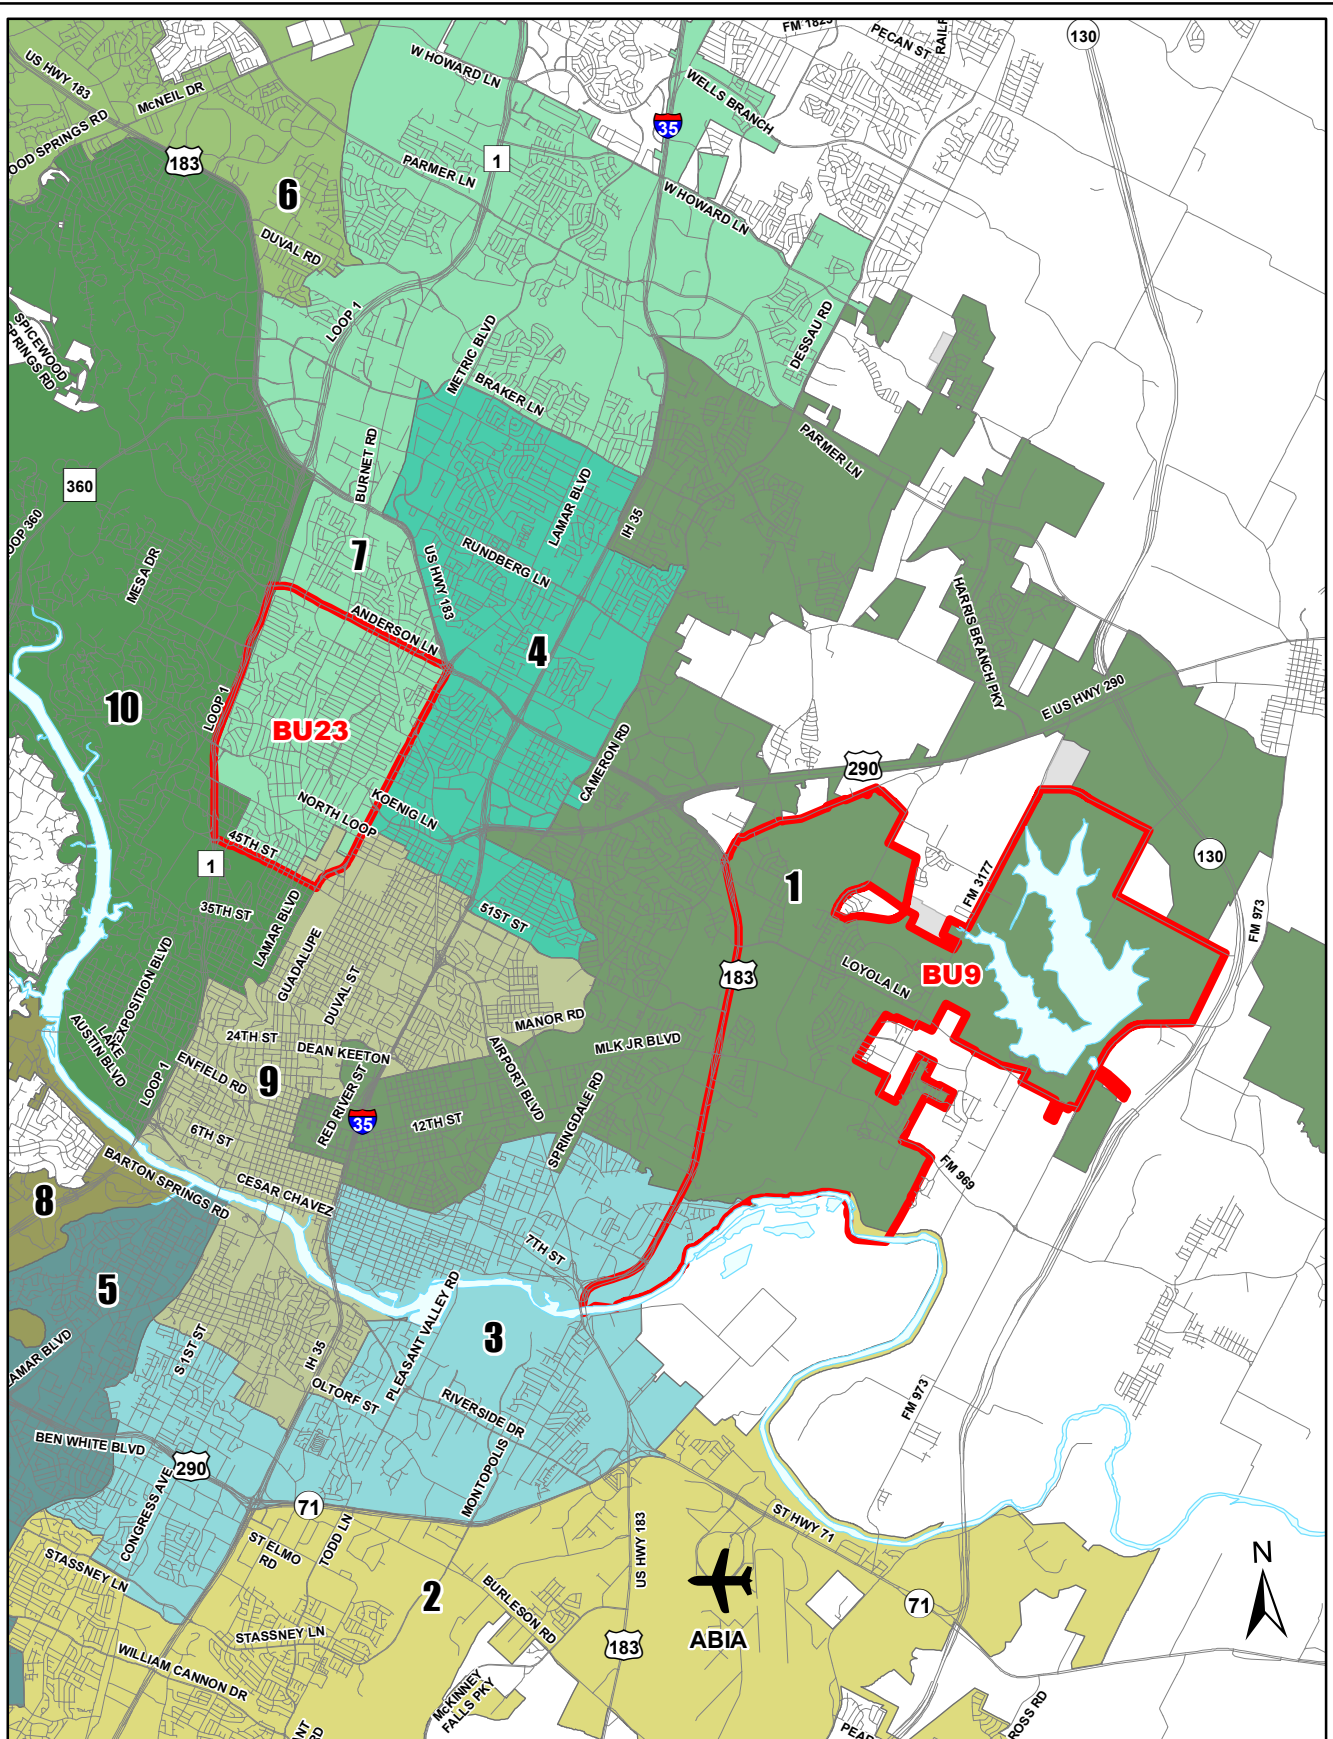 FM 1825
PECAN ST
130
US HWY 183
W HOWARD LN
McNEIL DR
WELLS BRANCH
35
OOD SPRINGS RD
183
1
PARMER LN
6
W HOWARD LN
DUVAL RD
LOOP 1
DESSAU RD
SPICEWOOD
SPRINGS RD
METRIC BLVD
BRAKER LN
PARMER LN
BURNET RD
360
LAMAR BLVD
IH 35
OOP 360
7
RUNDBERG LN
MESA DR
US HWY 183
HARRIS BRANCH PKY
ANDERSON LN
4
10
LOOP 1
E US HWY 290
BU23
CAMERON RD
290
NORTH LOOP
KOENIG LN
45TH ST
1
130
1
FM 3177
35TH ST
LAMAR BLVD
51ST ST
FM 973
GUADALUPE
LOYOLA LN
BU9
183
EXPOSITION BLVD
DUVAL ST
MANOR RD
LAKE
AUSTIN BLVD
24TH ST
DEAN KEETON
MLK JR BLVD
ENFIELD RD
9
AIRPORT BLVD
LOOP 1
RED RIVER ST
35
12TH ST
SPRINGDALE RD
6TH ST
BARTON SPRINGS RD
CESAR CHAVEZ
FM 969
8
7TH ST
5
PLEASANT VALLEY RD
3
S 1ST ST
IH 35
AMAR BLVD
OLTORF ST
RIVERSIDE DR
FM 973
BEN WHITE BLVD
290
MONTOPOLIS
71
CONGRESS AVE
ST HWY 71
ST ELMO
RD
TODD LN
US HWY 183
N
STASSNEY LN
2
BURLESON RD
71
STASSNEY LN
183
ABIA
WILLIAM CANNON DR
McKINNEY
FALLS PKY
ROSS RD